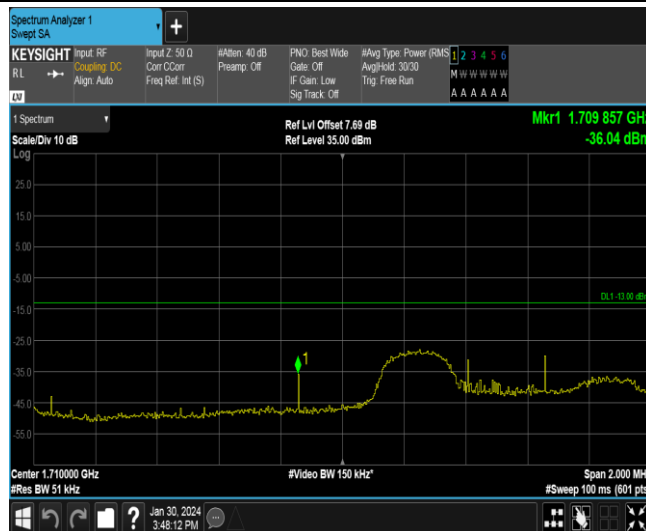 Spectrum Analyzer 1
Swept SA
KEYSIGHT
RL
LXI
Input: RF
Coupling: DC
Align: Auto
Input Z: 50 Ω
Corr CCorr
Freq Ref: Int (S)
#Atten: 40 dB
Preamp: Off
PNO: Best Wide
Gate: Off
IF Gain: Low
Sig Track: Off
#Avg Type: Power (RMS
Avg|Hold: 30/30
Trig: Free Run
1 2 3 4 5 6
M W W W W W
A A A A A A
1 Spectrum
Scale/Div 10 dB
Log
Ref Lvl Offset 7.69 dB
Ref Level 35.00 dBm
Mkr1 1.709 857 GHz
-36.04 dBm
25.0
15.0
5.00
-5.00
-15.0
-25.0
-35.0
-45.0
-55.0
DL1 -13.00 dBm
1
Center 1.710000 GHz
#Res BW 51 kHz
#Video BW 150 kHz*
Span 2.000 MH
#Sweep 100 ms (601 pts
Jan 30, 2024
3:48:12 PM